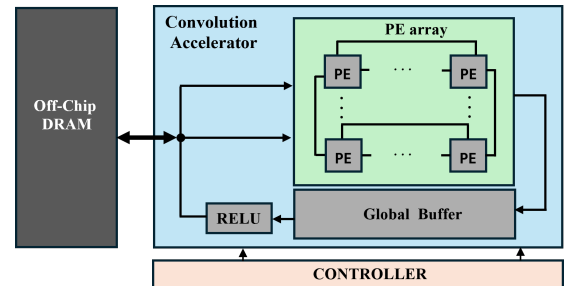 Convolution
Accelerator
PE array
PE ... PE
Off-Chip
DRAM
PE ... PE
RELU
Global Buffer
CONTROLLER